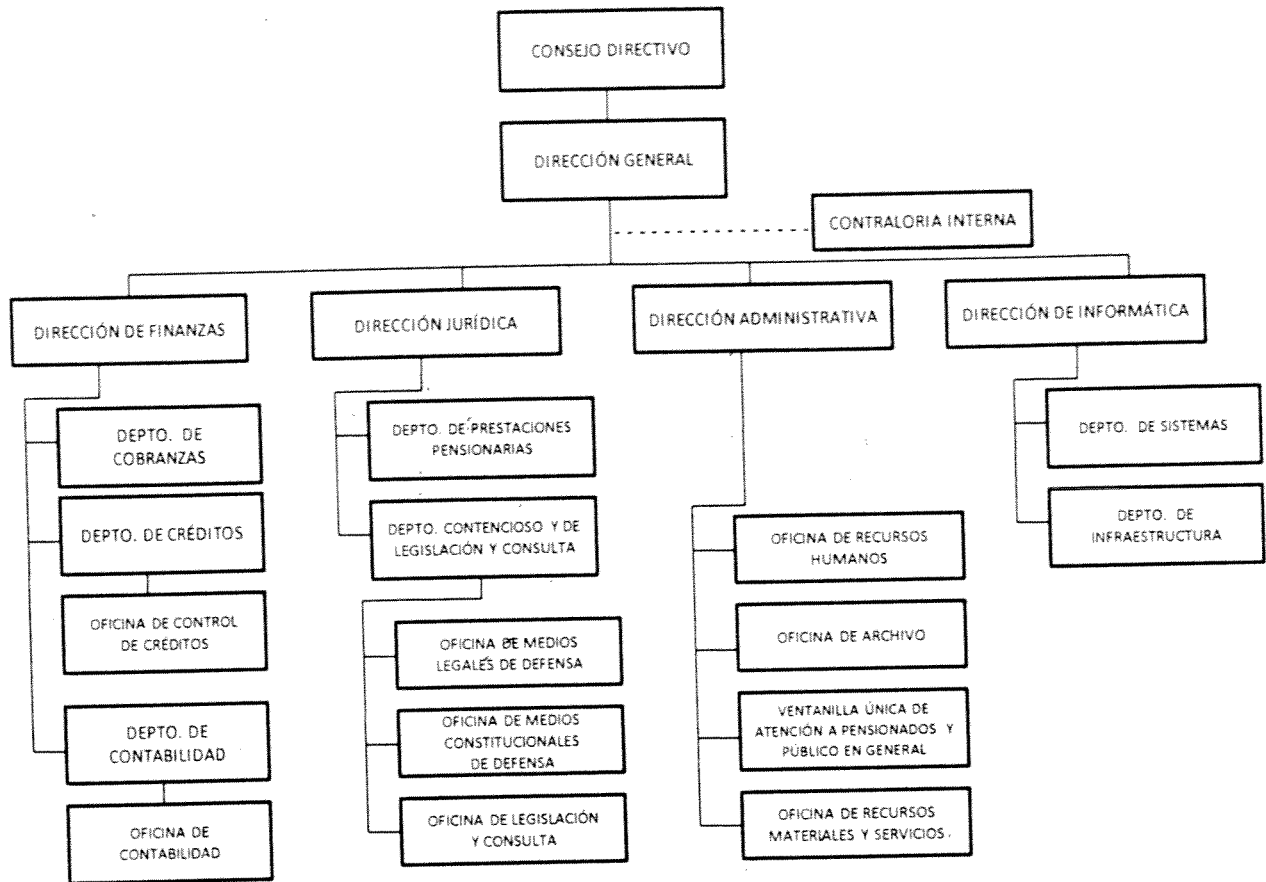 CONSEJO DIRECTIVO
DIRECCIÓN GENERAL
CONTRALORIA INTERNA
DIRECCIÓN DE FINANZAS
DIRECCIÓN JURÍDICA
DIRECCIÓN ADMINISTRATIVA
DIRECCIÓN DE INFORMÁTICA
DEPTO. DE
COBRANZAS
DEPTO. DE CRÉDITOS
OFICINA DE CONTROL
DE CRÉDITOS
DEPTO. DE
CONTABILIDAD
OFICINA DE
CONTABILIDAD
DEPTO. DE PRESTACIONES
PENSIONARIAS
DEPTO. CONTENCIOSO Y DE
LEGISLACIÓN Y CONSULTA
OFICINA DE MEDIOS
LEGALES DE DEFENSA
OFICINA DE MEDIOS
CONSTITUCIONALES
DE DEFENSA
OFICINA DE LEGISLACIÓN
Y CONSULTA
OFICINA DE RECURSOS
HUMANOS
OFICINA DE ARCHIVO
VENTANILLA ÚNICA DE
ATENCIÓN A PENSIONADOS Y
PÚBLICO EN GENERAL
OFICINA DE RECURSOS
MATERIALES Y SERVICIOS.
DEPTO. DE SISTEMAS
DEPTO. DE
INFRAESTRUCTURA